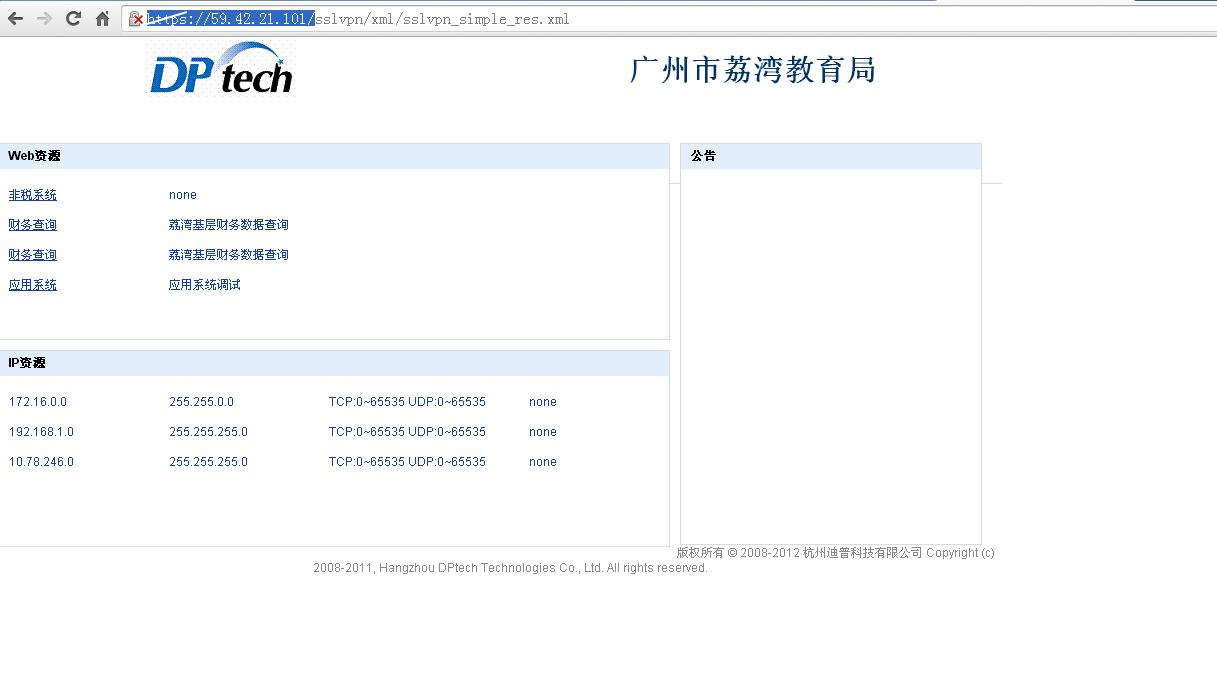 https://59.42.21.101/sslvpn/xml/sslvpn_simple_res.xml
DPtech
广州市荔湾教育局
Web资源
非税系统 none
财务查询 荔湾基层财务数据查询
财务查询 荔湾基层财务数据查询
应用系统 应用系统调试
公告
IP资源
172.16.0.0 255.255.0.0 TCP:0~65535 UDP:0~65535 none
192.168.1.0 255.255.255.0 TCP:0~65535 UDP:0~65535 none
10.78.246.0 255.255.255.0 TCP:0~65535 UDP:0~65535 none
版权所有 © 2008-2012 杭州迪普科技有限公司 Copyright (c)
2008-2011, Hangzhou DPtech Technologies Co., Ltd. All rights reserved.